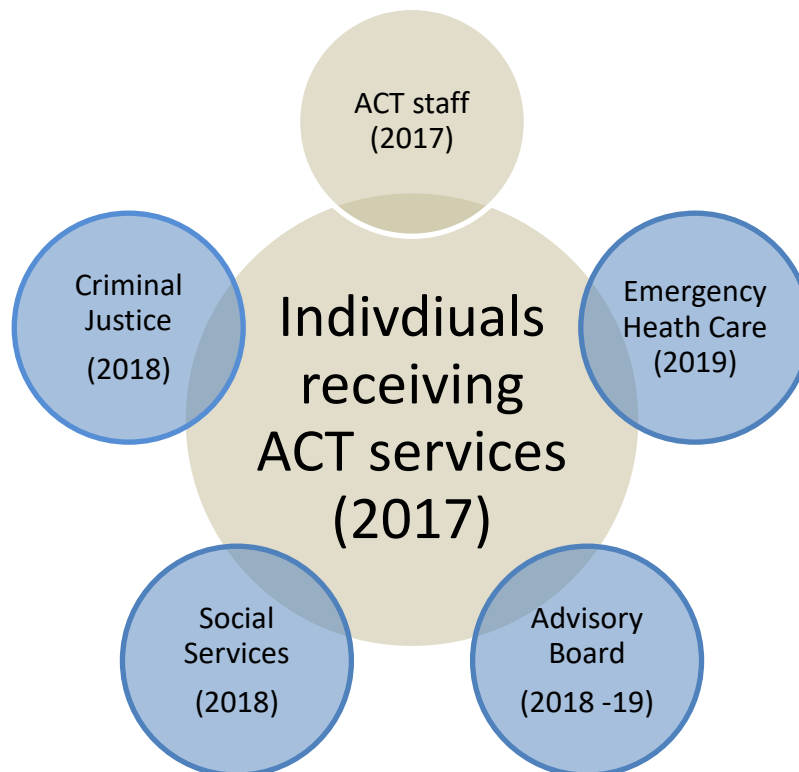 ACT staff
(2017)
Criminal
Justice
(2018)
Indivdiuals
receiving
ACT services
(2017)
Emergency
Heath Care
(2019)
Social
Services
(2018)
Advisory
Board
(2018 -19)